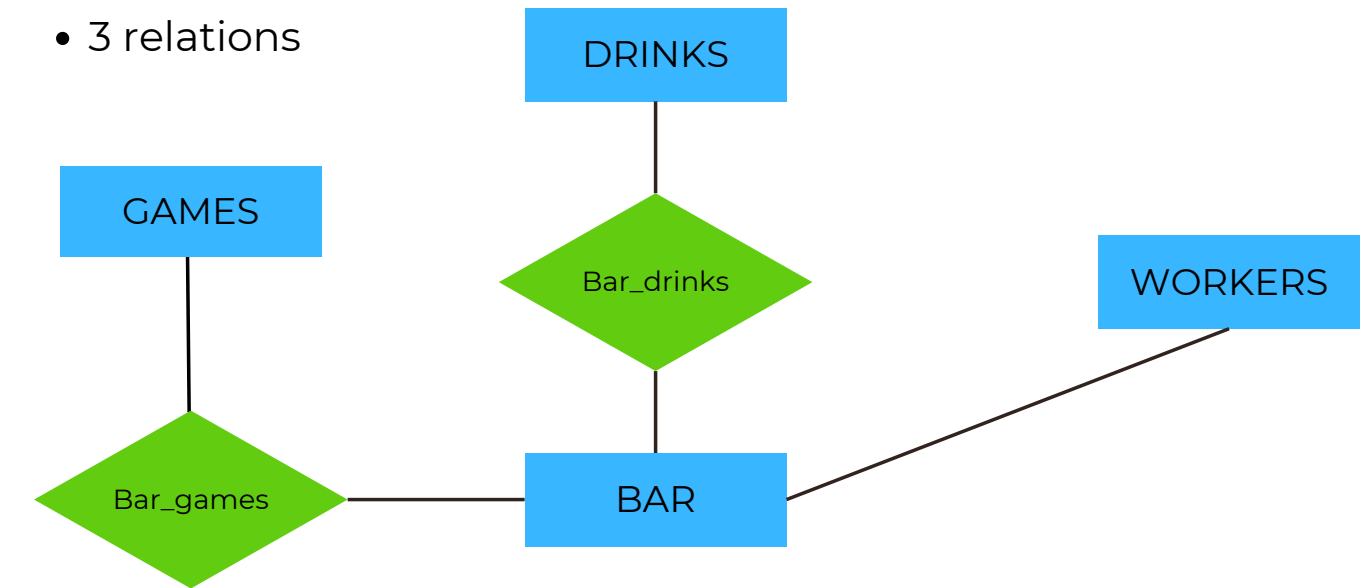 • 3 relations
DRINKS
GAMES
Bar_drinks
WORKERS
Bar_games
BAR